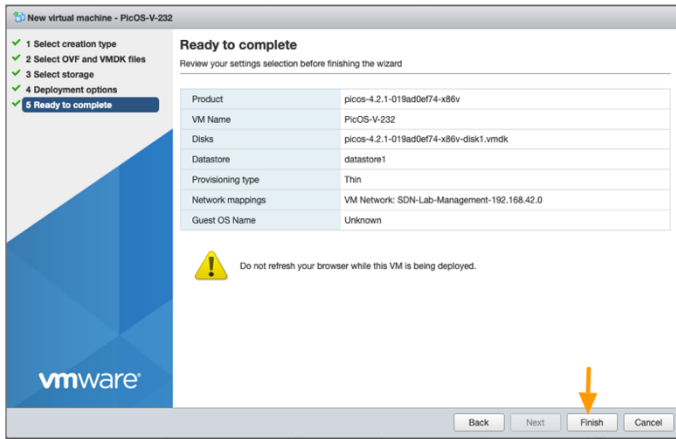 New virtual machine - PicOS-V-232
1 Select creation type
2 Select OVF and VMDK files
3 Select storage
4 Deployment options
5 Ready to complete
Ready to complete
Review your settings selection before finishing the wizard
Product picos-4.2.1-019ad0ef74-x86v
VM Name PicOS-V-232
Disks picos-4.2.1-019ad0ef74-x86v-disk1.vmdk
Datastore datastore1
Provisioning type Thin
Network mappings VM Network: SDN-Lab-Management-192.168.42.0
Guest OS Name Unknown
Do not refresh your browser while this VM is being deployed.
vmware®
Back Next Finish Cancel